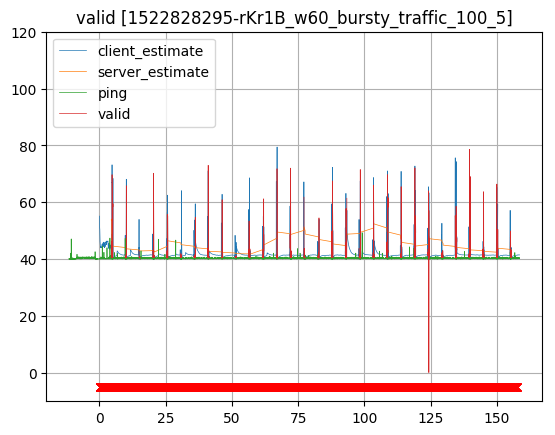 valid [1522828295-rKr1B_w60_bursty_traffic_100_5]
120
100
80
60
40
20
0
client_estimate
server_estimate
ping
valid
0 25 50 75 100 125 150